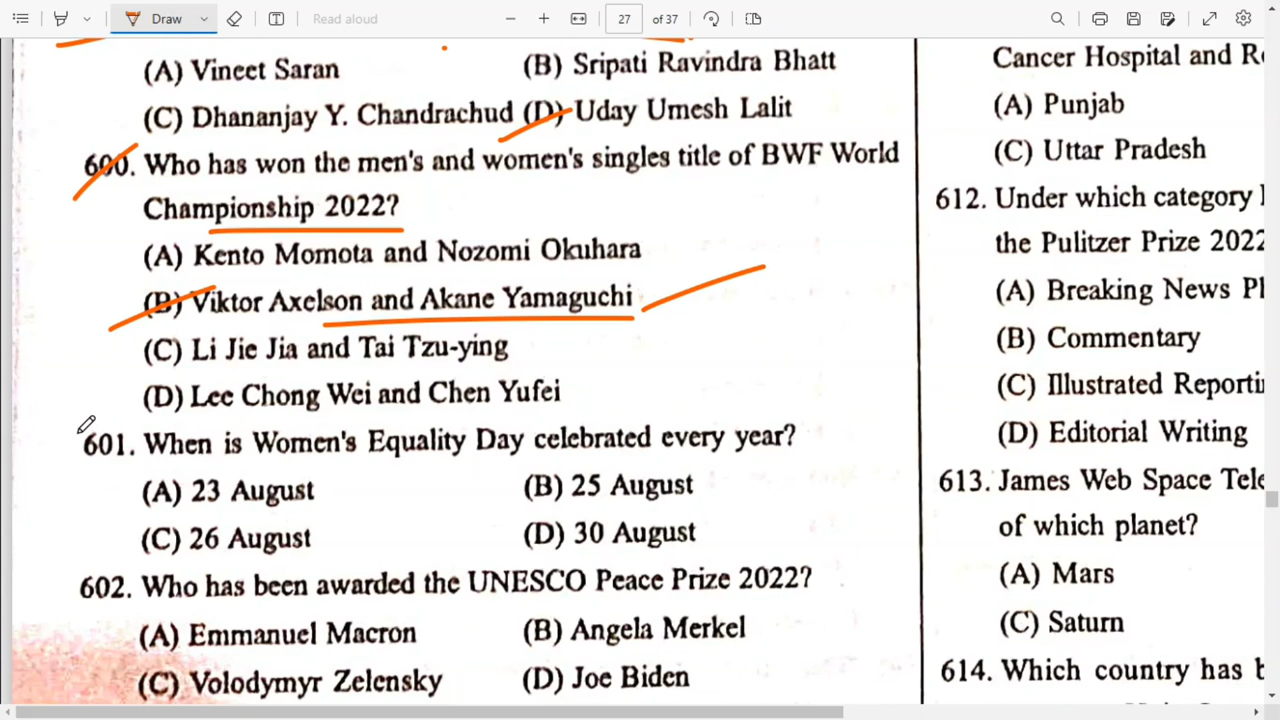 Draw
Read aloud
27 of 37
(A) Vineet Saran (B) Sripati Ravindra Bhatt
(C) Dhananjay Y. Chandrachud (D) Uday Umesh Lalit
600. Who has won the men's and women's singles title of BWF World
Championship 2022?
(A) Kento Momota and Nozomi Okuhara
(B) Viktor Axelson and Akane Yamaguchi
(C) Li Jie Jia and Tai Tzu-ying
(D) Lee Chong Wei and Chen Yufei
601. When is Women's Equality Day celebrated every year?
(A) 23 August (B) 25 August
(C) 26 August (D) 30 August
602. Who has been awarded the UNESCO Peace Prize 2022?
(A) Emmanuel Macron (B) Angela Merkel
(C) Volodymyr Zelensky (D) Joe Biden
Cancer Hospital and
(A) Punjab
(C) Uttar Pradesh
612. Under which category
the Pulitzer Prize 2022
(A) Breaking News
(B) Commentary
(C) Illustrated
(D) Editorial Writing
613. James Web Space
of which planet?
(A) Mars
(C) Saturn
614. Which country has